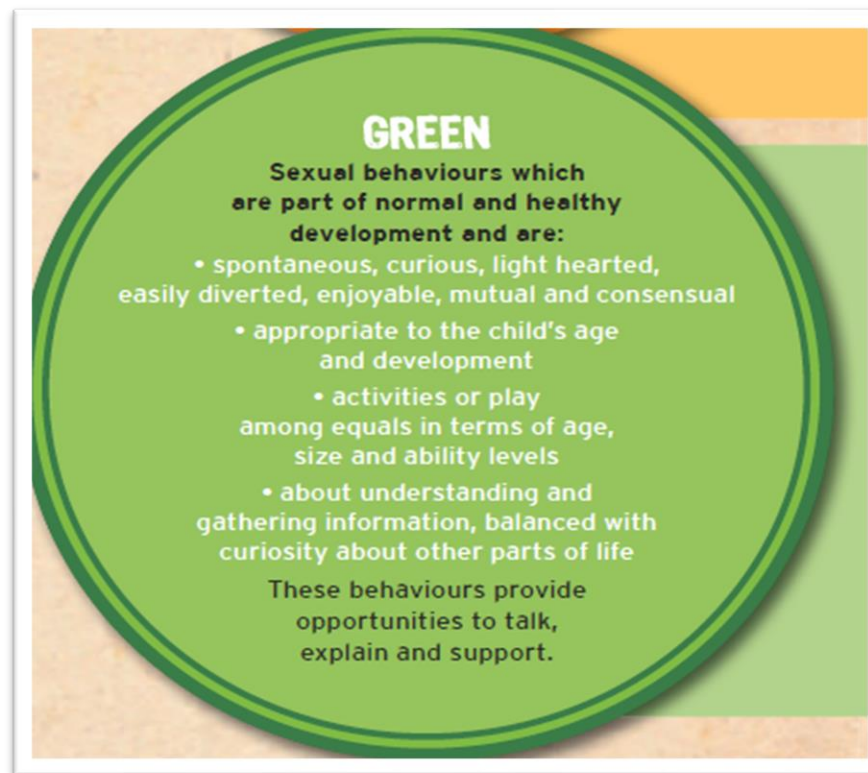 GREEN
Sexual behaviours which
are part of normal and healthy
development and are:
• spontaneous, curious, light hearted,
easily diverted, enjoyable, mutual and consensual
• appropriate to the child's age
and development
• activities or play
among equals in terms of age,
size and ability levels
• about understanding and
gathering information, balanced with
curiosity about other parts of life
These behaviours provide
opportunities to talk,
explain and support.